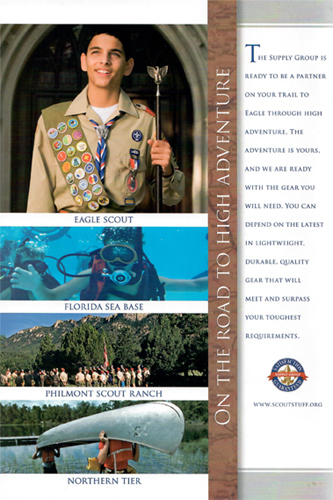 EAGLE SCOUT
FLORIDA SEA BASE
PHILMONT SCOUT RANCH
NORTHERN TIER
ON THE ROAD TO HIGH ADVENTURE
THE SUPPLY GROUP IS
READY TO BE A PARTNER
ON YOUR TRAIL TO
EAGLE THROUGH HIGH
ADVENTURE. THE
ADVENTURE IS YOURS,
AND WE ARE READY
WITH THE GEAR YOU
WILL NEED. YOU CAN
DEPEND ON THE LATEST
IN LIGHTWEIGHT,
DURABLE, QUALITY
GEAR THAT WILL
MEET AND SURPASS
YOUR TOUGHEST
REQUIREMENTS.
SATISFACTION
GUARANTEED
WWW.SCOUTSTUFF.ORG